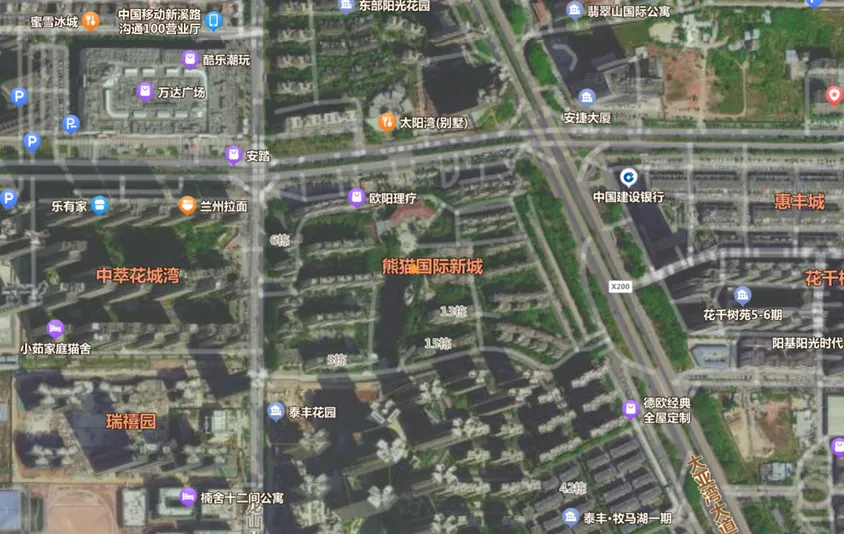 东部阳光花园
翡翠山国际公寓
蜜雪冰城
中国移动新溪路
沟通100营业厅
酷乐潮玩
万达广场
P
P
P
安捷大厦
太阳湾(别墅)
安踏
中国建设银行
P
乐有家
兰州拉面
欧阳理疗
惠丰城
6栋
中萃花城湾
熊猫国际新城
花千树
X200
花千树苑5-6期
13栋
15栋
小茹家庭猫舍
阳基阳光时代
5栋
瑞禧园
泰丰花园
德欧经典
全屋定制
大亚湾大道
42栋
楠舍十二间公寓
龙山
泰丰·牧马湖一期